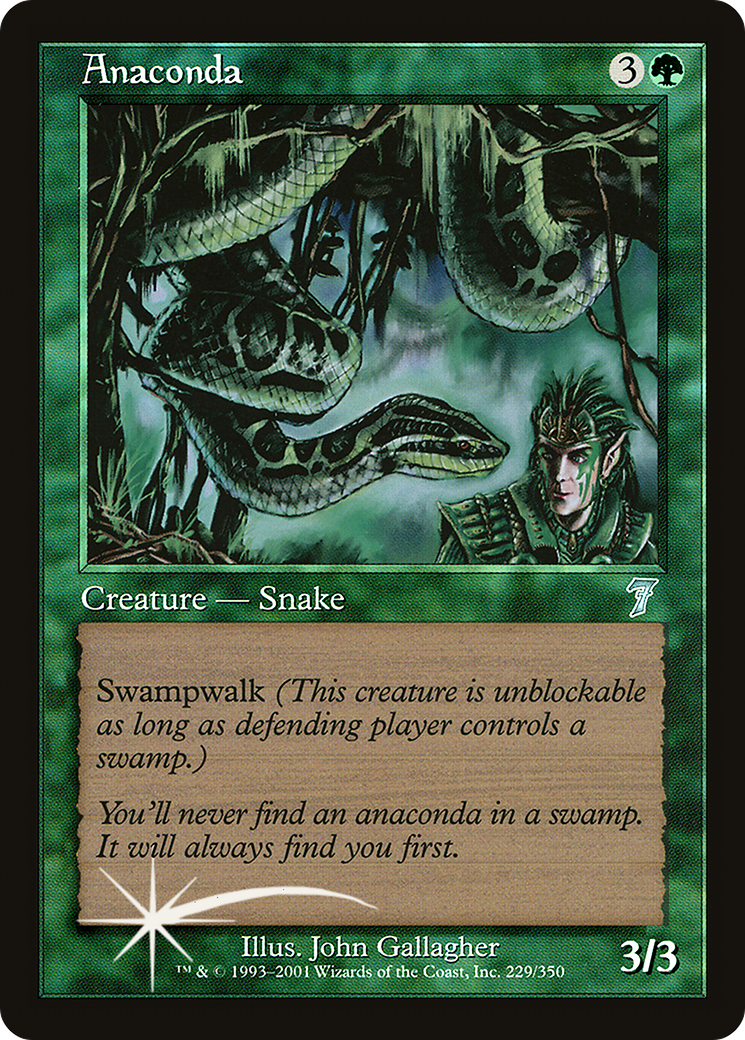 Anaconda 3
Creature — Snake 7
Swampwalk (This creature is unblockable
as long as defending player controls a
swamp.)
You'll never find an anaconda in a swamp.
It will always find you first.
Illus. John Gallagher
™ & © 1993–2001 Wizards of the Coast, Inc. 229/350
3/3